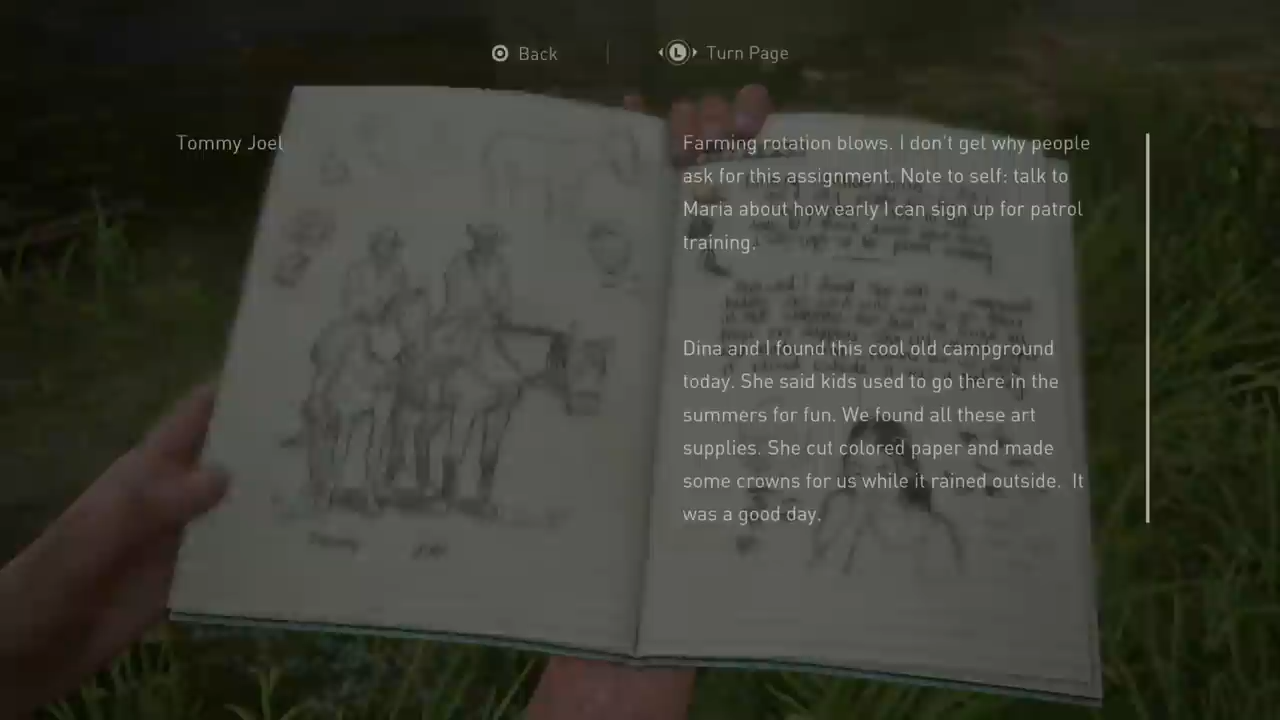 Back
Turn Page
Tommy Joel
Farming rotation blows. I don't get why people
ask for this assignment. Note to self: talk to
Maria about how early I can sign up for patrol
training.
Dina and I found this cool old campground
today. She said kids used to go there in the
summers for fun. We found all these art
supplies. She cut colored paper and made
some crowns for us while it rained outside. It
was a good day.